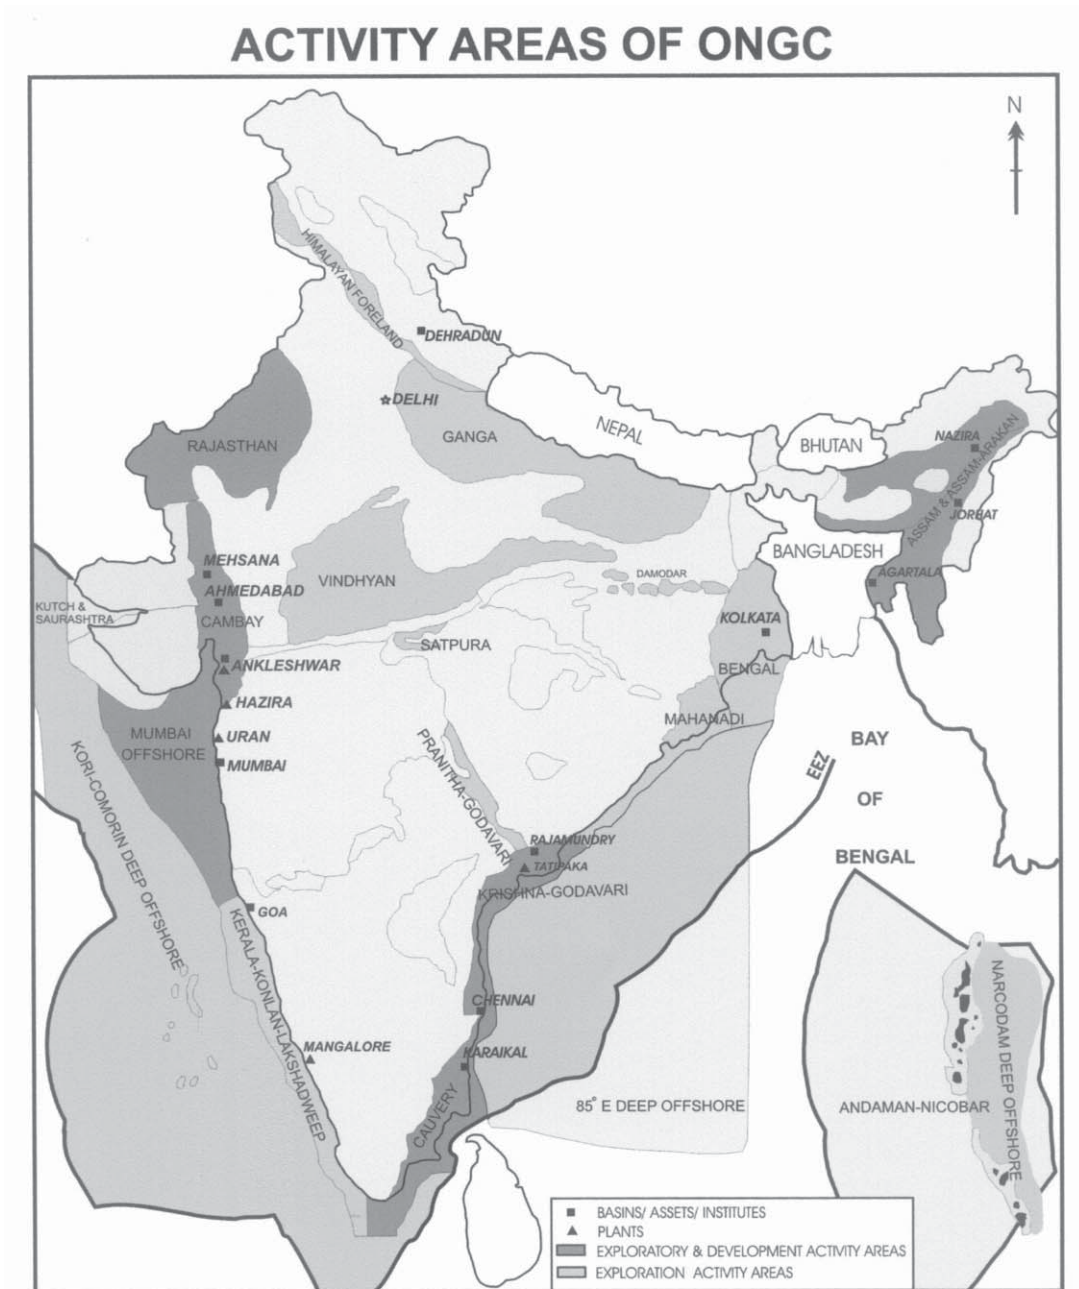 ACTIVITY AREAS OF ONGC
N
HIMALAYAN FORELAND
DEHRADUN
DELHI
RAJASTHAN
GANGA
NEPAL
BHUTAN
NAZIRA
ASSAM & ASSAM-ARAKAN
JORBAT
BANGLADESH
AGARTALA
MEHSANA
AHMEDABAD
VINDHYAN
DAMODAR
KUTCH &
SAURASHTRA
CAMBAY
KOLKATA
SATPURA
ANKLESHWAR
BENGAL
HAZIRA
MAHANADI
MUMBAI
OFFSHORE
URAN
MUMBAI
PRANITHA-GODAVARI
KORI-COMORIN DEEP OFFSHORE
EEZ
BAY
OF
BENGAL
RAJAMUNDRY
TATIPAKA
KRISHNA-GODAVARI
GOA
KERALA-KONLAN-LAKSHADWEEP
CHENNAI
MANGALORE
KARAIKAL
CAUVERY
85° E DEEP OFFSHORE
ANDAMAN-NICOBAR
NARCODAM DEEP OFFSHORE
BASINS/ ASSETS/ INSTITUTES
PLANTS
EXPLORATORY & DEVELOPMENT ACTIVITY AREAS
EXPLORATION ACTIVITY AREAS